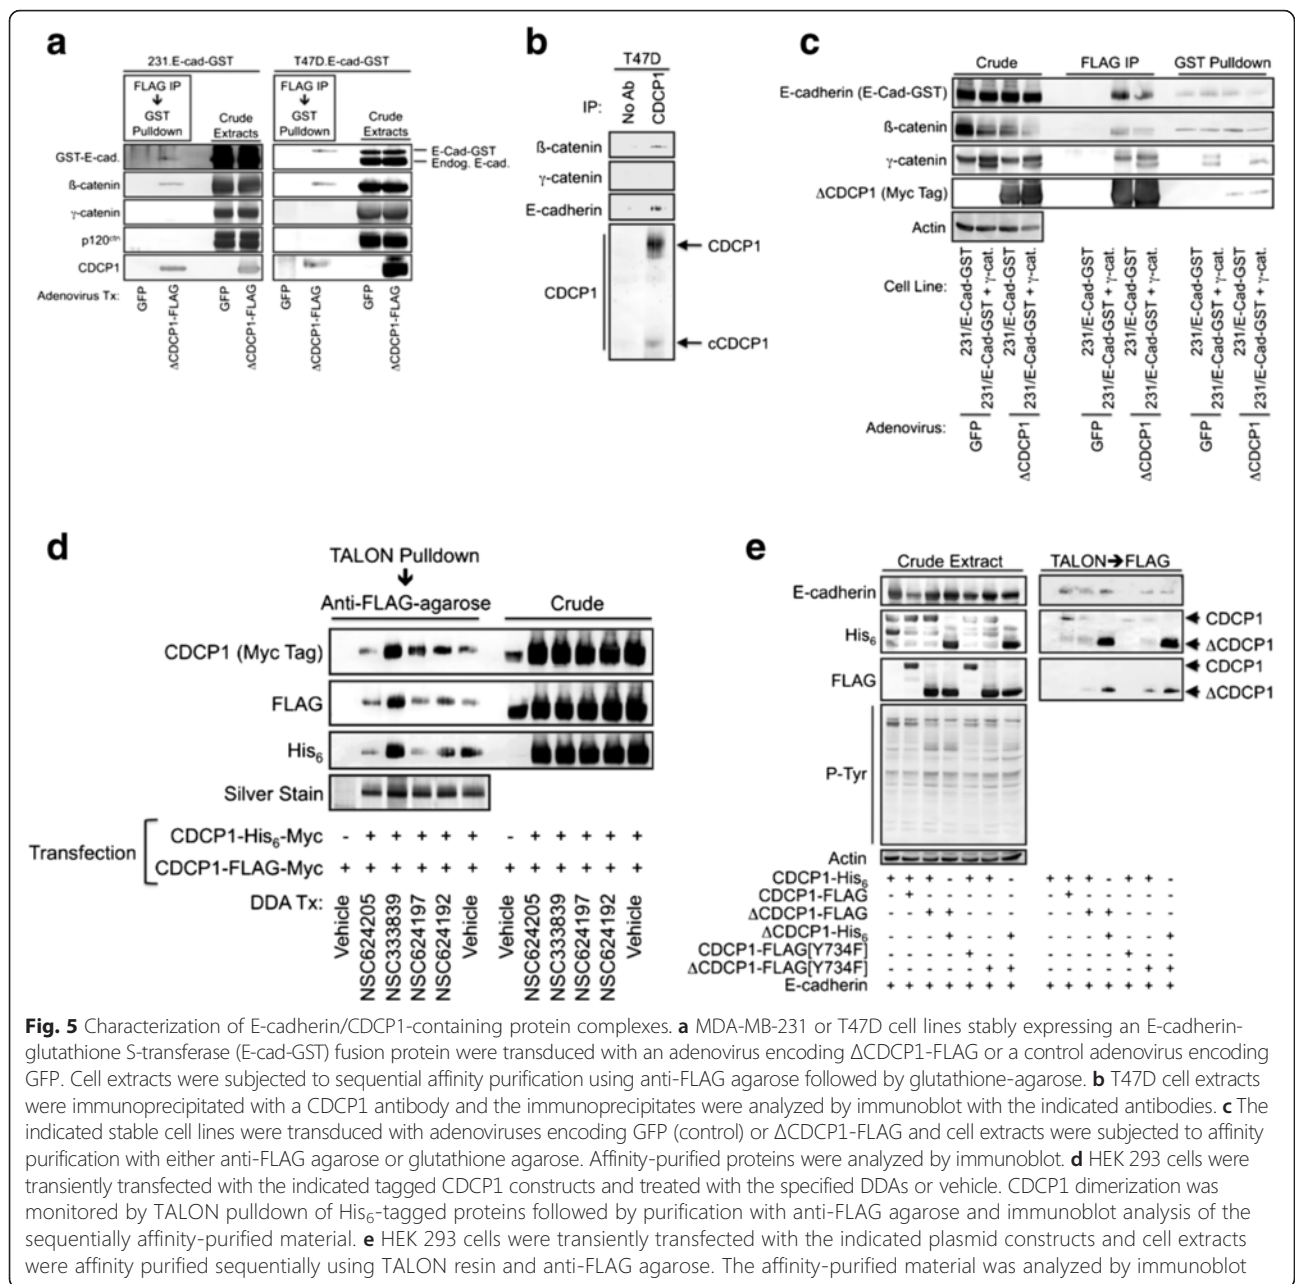 a
231.E-cad-GST
T47D.E-cad-GST
FLAG IP
GST
Pulldown
Crude
Extracts
FLAG IP
GST
Pulldown
Crude
Extracts
GST-E-cad.
E-Cad-GST
Endog. E-cad.
ß-catenin
γ-catenin
p120ctn
CDCP1
Adenovirus Tx:
GFP
ΔCDCP1-FLAG
GFP
ΔCDCP1-FLAG
GFP
ΔCDCP1-FLAG
GFP
ΔCDCP1-FLAG
b
T47D
IP:
No Ab
CDCP1
ß-catenin
γ-catenin
E-cadherin
CDCP1
CDCP1
cCDCP1
c
Crude
FLAG IP
GST Pulldown
E-cadherin (E-Cad-GST)
ß-catenin
γ-catenin
ΔCDCP1 (Myc Tag)
Actin
Cell Line:
231/E-Cad-GST
231/E-Cad-GST + γ-cat.
231/E-Cad-GST
231/E-Cad-GST + γ-cat.
231/E-Cad-GST
231/E-Cad-GST + γ-cat.
231/E-Cad-GST
231/E-Cad-GST + γ-cat.
231/E-Cad-GST
231/E-Cad-GST + γ-cat.
231/E-Cad-GST
231/E-Cad-GST + γ-cat.
Adenovirus:
GFP
ΔCDCP1
GFP
ΔCDCP1
GFP
ΔCDCP1
d
TALON Pulldown
Anti-FLAG-agarose
Crude
CDCP1 (Myc Tag)
FLAG
His6
Silver Stain
Transfection
CDCP1-His6-Myc - + + + + + - + + + + +
CDCP1-FLAG-Myc + + + + + + + + + + + +
DDA Tx:
Vehicle
NSC624205
NSC333839
NSC624197
NSC624192
Vehicle
Vehicle
NSC624205
NSC333839
NSC624197
NSC624192
Vehicle
e
Crude Extract
TALON→FLAG
E-cadherin
His6
CDCP1
ΔCDCP1
FLAG
CDCP1
ΔCDCP1
P-Tyr
Actin
CDCP1-His6 + + + - + + - + + + - + + -
CDCP1-FLAG - + - - - - - - + - - - - -
ΔCDCP1-FLAG - - + + - - - - - + + - - -
ΔCDCP1-His6 - - - + - - + - - - + - - +
CDCP1-FLAG[Y734F] - - - - + - - - - - - + - -
ΔCDCP1-FLAG[Y734F] - - - - - + + - - - - - + +
E-cadherin + + + + + + + + + + + + + +
Fig. 5 Characterization of E-cadherin/CDCP1-containing protein complexes. a MDA-MB-231 or T47D cell lines stably expressing an E-cadherin-
glutathione S-transferase (E-cad-GST) fusion protein were transduced with an adenovirus encoding ΔCDCP1-FLAG or a control adenovirus encoding
GFP. Cell extracts were subjected to sequential affinity purification using anti-FLAG agarose followed by glutathione-agarose. b T47D cell extracts
were immunoprecipitated with a CDCP1 antibody and the immunoprecipitates were analyzed by immunoblot with the indicated antibodies. c The
indicated stable cell lines were transduced with adenoviruses encoding GFP (control) or ΔCDCP1-FLAG and cell extracts were subjected to affinity
purification with either anti-FLAG agarose or glutathione agarose. Affinity-purified proteins were analyzed by immunoblot. d HEK 293 cells were
transiently transfected with the indicated tagged CDCP1 constructs and treated with the specified DDAs or vehicle. CDCP1 dimerization was
monitored by TALON pulldown of His6-tagged proteins followed by purification with anti-FLAG agarose and immunoblot analysis of the
sequentially affinity-purified material. e HEK 293 cells were transiently transfected with the indicated plasmid constructs and cell extracts
were affinity purified sequentially using TALON resin and anti-FLAG agarose. The affinity-purified material was analyzed by immunoblot